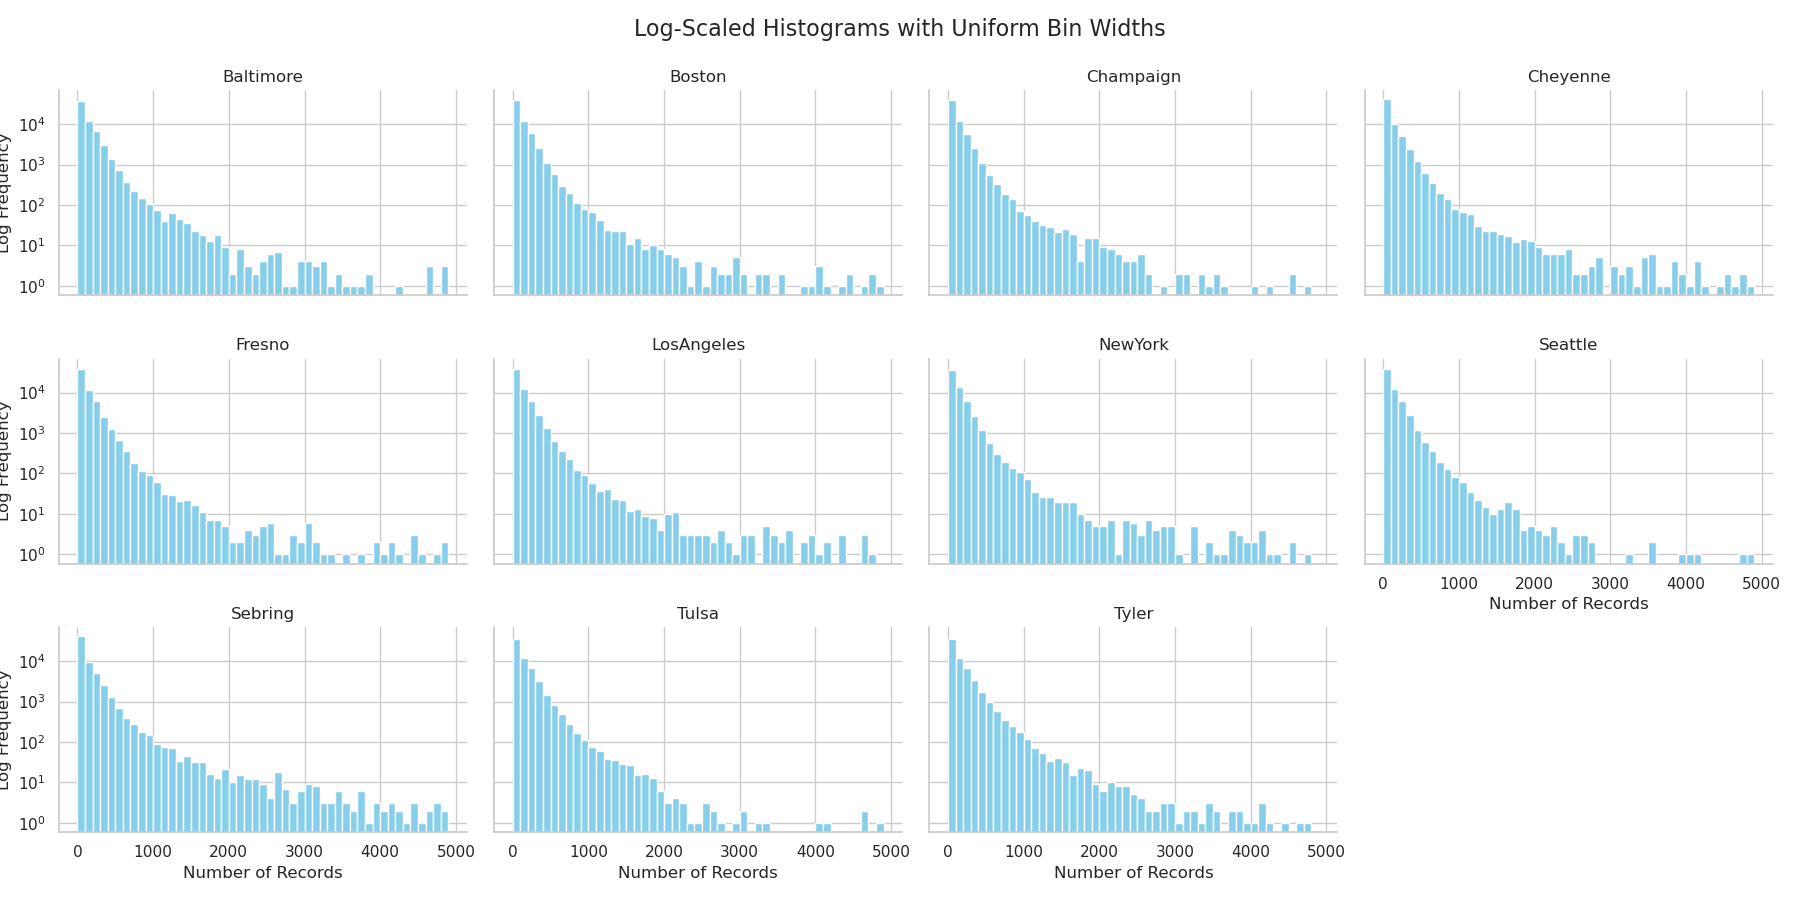 Log-Scaled Histograms with Uniform Bin Widths
Baltimore Boston Champaign Cheyenne
10⁴
10³
10²
10¹
10⁰
Log Frequency
Fresno LosAngeles NewYork Seattle
10⁴
10³
10²
10¹
10⁰
Log Frequency
0 1000 2000 3000 4000 5000
Number of Records
Sebring Tulsa Tyler
10⁴
10³
10²
10¹
10⁰
Log Frequency
0 1000 2000 3000 4000 5000 0 1000 2000 3000 4000 5000 0 1000 2000 3000 4000 5000
Number of Records Number of Records Number of Records